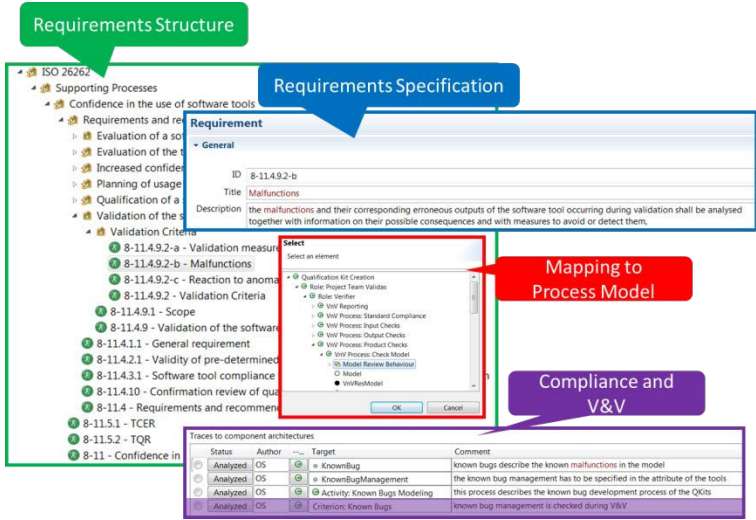 Requirements Structure
ISO 26262
Supporting Processes
Confidence in the use of software tools
Requirements and
Evaluation of a
Evaluation of the
Increased
Planning of usage
Qualification of a
Validation of the
Validation Criteria
8-11.4.9.2-a - Validation measure
8-11.4.9.2-b - Malfunctions
8-11.4.9.2-c - Reaction to
8-11.4.9.2 - Validation Criteria
8-11.4.9.1 - Scope
8-11.4.9 - Validation of the software
8-11.4.1.1 - General requirement
8-11.4.2.1 - Validity of pre-determined
8-11.4.3.1 - Software tool compliance
8-11.4.10 - Confirmation review of
8-11.4 - Requirements and
8-11.5.1 - TCER
8-11.5.2 - TQR
8-11 - Confidence in
Requirements Specification
Requirement
General
ID 8-11.4.9.2-b
Title Malfunctions
Description the malfunctions and their corresponding erroneous outputs of the software tool occurring during validation shall be analysed
together with information on their possible consequences and with measures to avoid or detect them,
Mapping to
Process Model
Select
Select an element
Qualification Kit Creation
Role: Project Team Validas
Role: Verifier
VnV Reporting
VnV Process: Standard Compliance
VnV Process: Input Checks
VnV Process: Output Checks
VnV Process: Product Checks
VnV Process: Check Model
Model Review Behaviour
Model
VnVResModel
OK Cancel
Compliance and
V&V
Traces to component architectures
Status Author --... Target Comment
Analyzed OS KnownBug known bugs describe the known malfunctions in the model
Analyzed OS KnownBugManagement the known bug management has to be specified in the attribute of the tools
Analyzed OS Activity: Known Bugs Modeling this process describes the known bug development process of the QKits
Analyzed OS Criterion: Known Bugs known bug management is checked during V&V